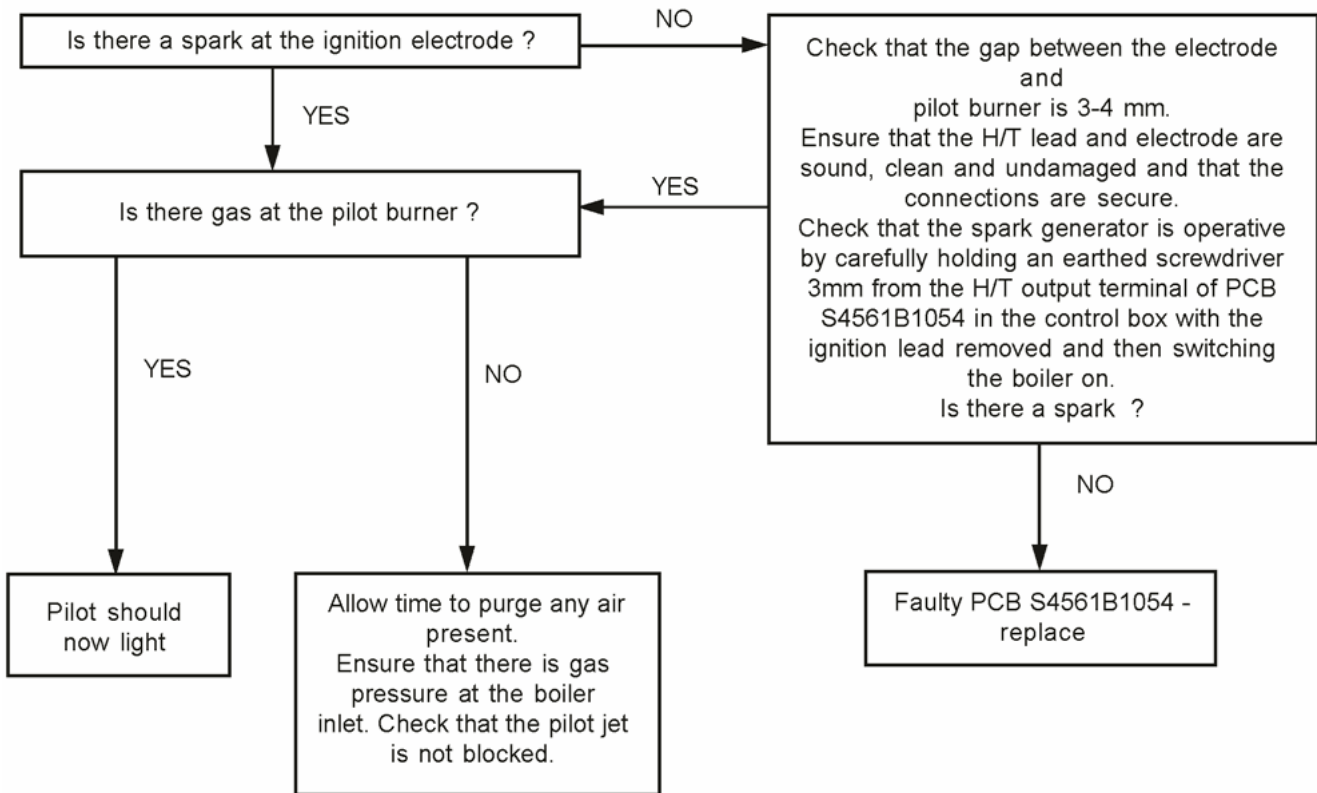 Is there a spark at the ignition electrode ?
NO
YES
Check that the gap between the electrode
and
pilot burner is 3-4 mm.
Ensure that the H/T lead and electrode are
sound, clean and undamaged and that the
connections are secure.
Check that the spark generator is operative
by carefully holding an earthed screwdriver
3mm from the H/T output terminal of PCB
S4561B1054 in the control box with the
ignition lead removed and then switching
the boiler on.
Is there a spark ?
YES
Is there gas at the pilot burner ?
YES
NO
NO
Pilot should
now light
Allow time to purge any air
present.
Ensure that there is gas
pressure at the boiler
inlet. Check that the pilot jet
is not blocked.
Faulty PCB S4561B1054 -
replace